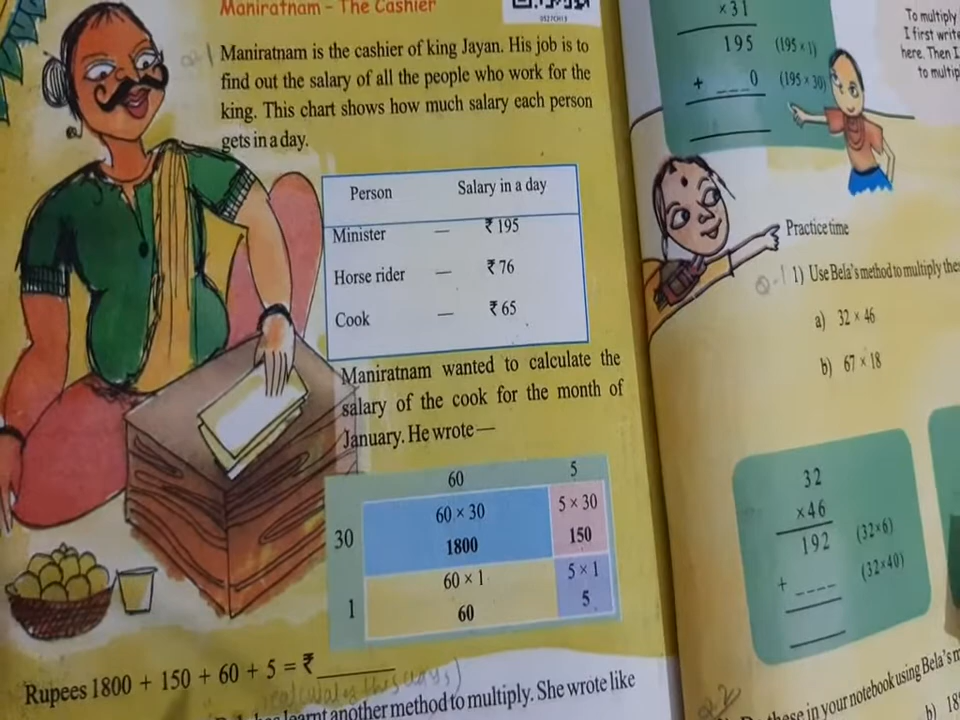 Maniratnam – The Cashier
0527CH13
Maniratnam is the cashier of king Jayan. His job is to
find out the salary of all the people who work for the
king. This chart shows how much salary each person
gets in a day.
Person Salary in a day
Minister — ₹ 195
Horse rider — ₹ 76
Cook — ₹ 65
Maniratnam wanted to calculate the
salary of the cook for the month of
January. He wrote—
60 5
30 60 × 30 5 × 30
1800 150
1 60 × 1 5 × 1
60 5
Rupees 1800 + 150 + 60 + 5 = ₹ ________
learnt another method to multiply. She wrote like
×31
195 (195 × 1)
+ _ _ _ 0 (195 × 30)
To multiply
I first write
here. Then I
to multip
Practice time
1) Use Bela's method to multiply these
a) 32 × 46
b) 67 × 18
32
×46
192 (32×6)
+ _ _ _ _ (32×40)
these in your notebook using Bela's m
b) 18